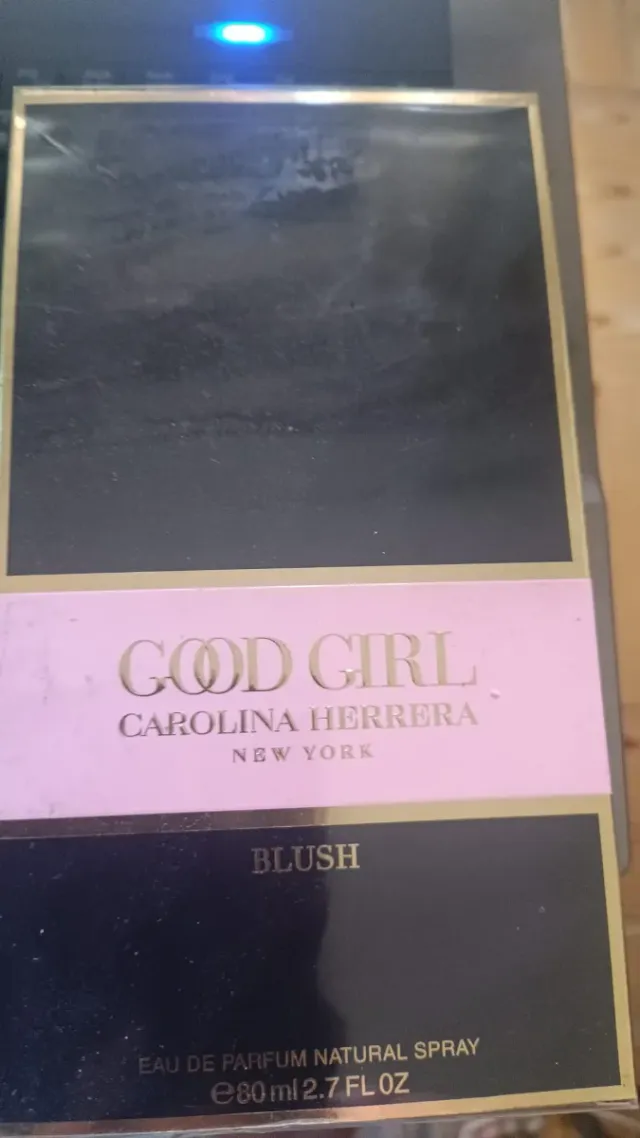 GOOD GIRL
CAROLINA HERRERA
NEW YORK
BLUSH
EAU DE PARFUM NATURAL SPRAY
℮80 ml 2.7 FL OZ